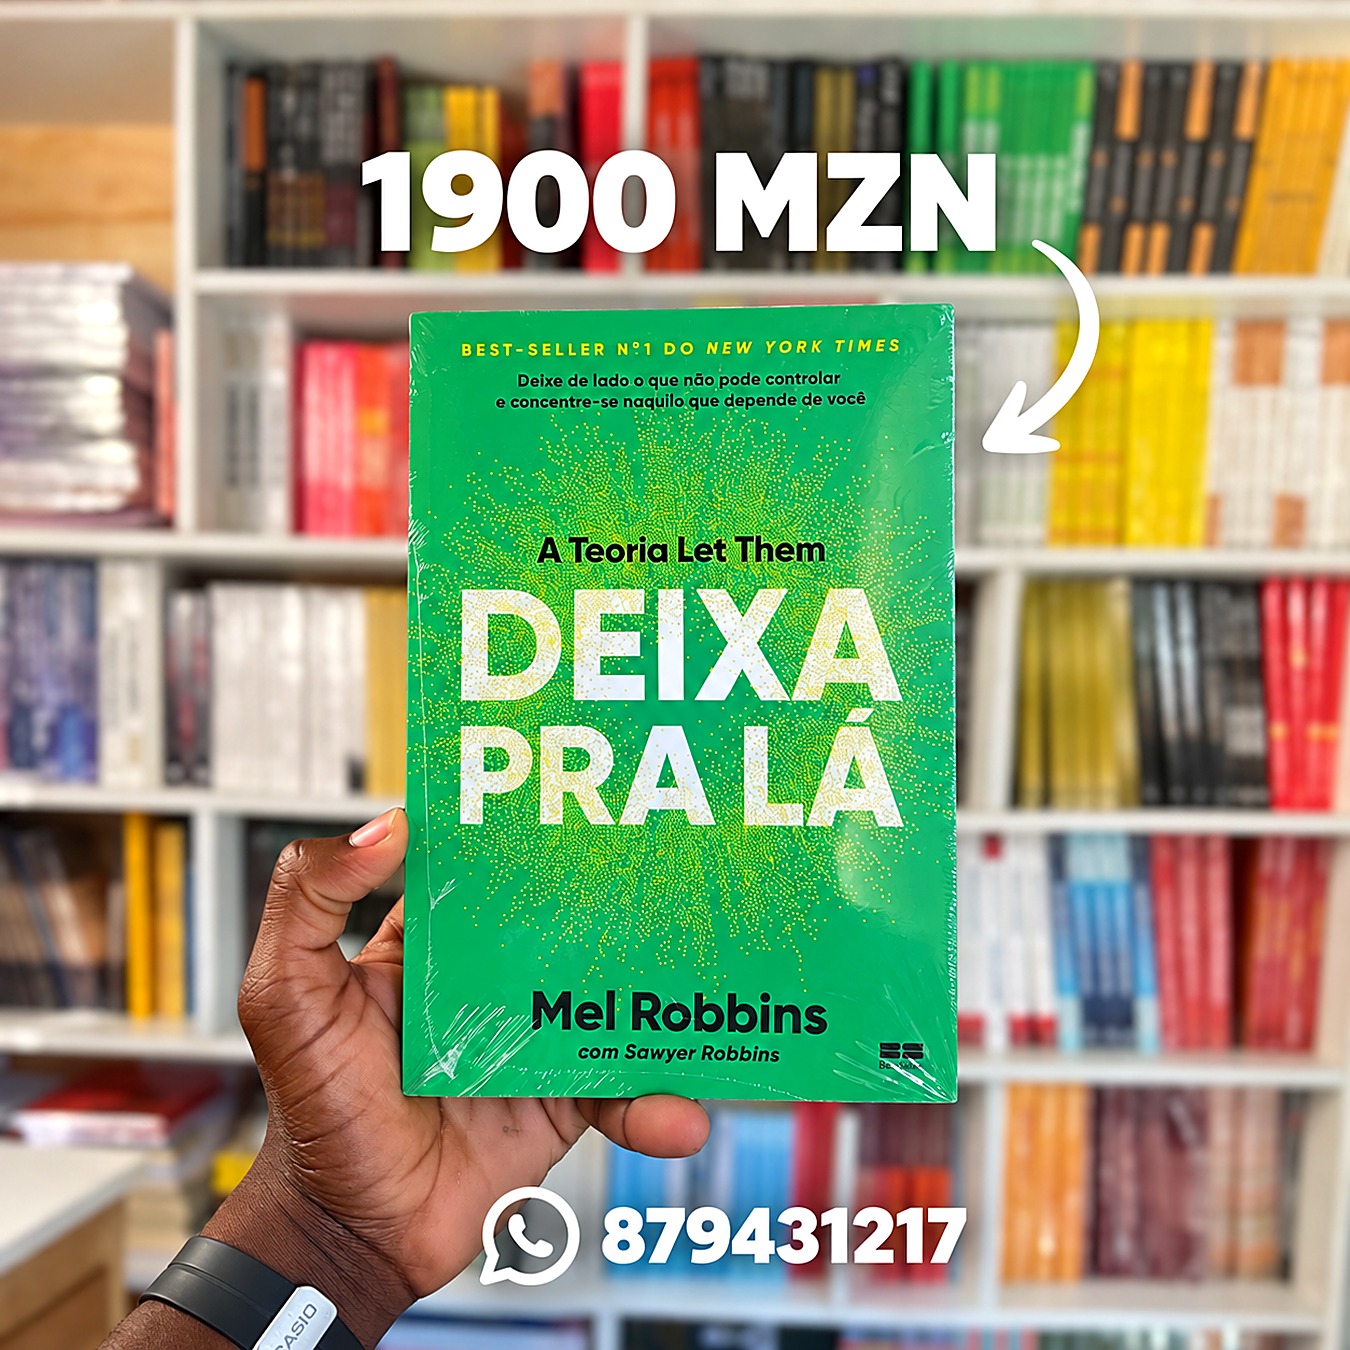 1900 MZN
BEST-SELLER Nº1 DO NEW YORK TIMES
Deixe de lado o que não pode controlar
e concentre-se naquilo que depende de você
A Teoria Let Them
DEIXA
PRA LÁ
Mel Robbins
com Sawyer Robbins
879431217
CASIO